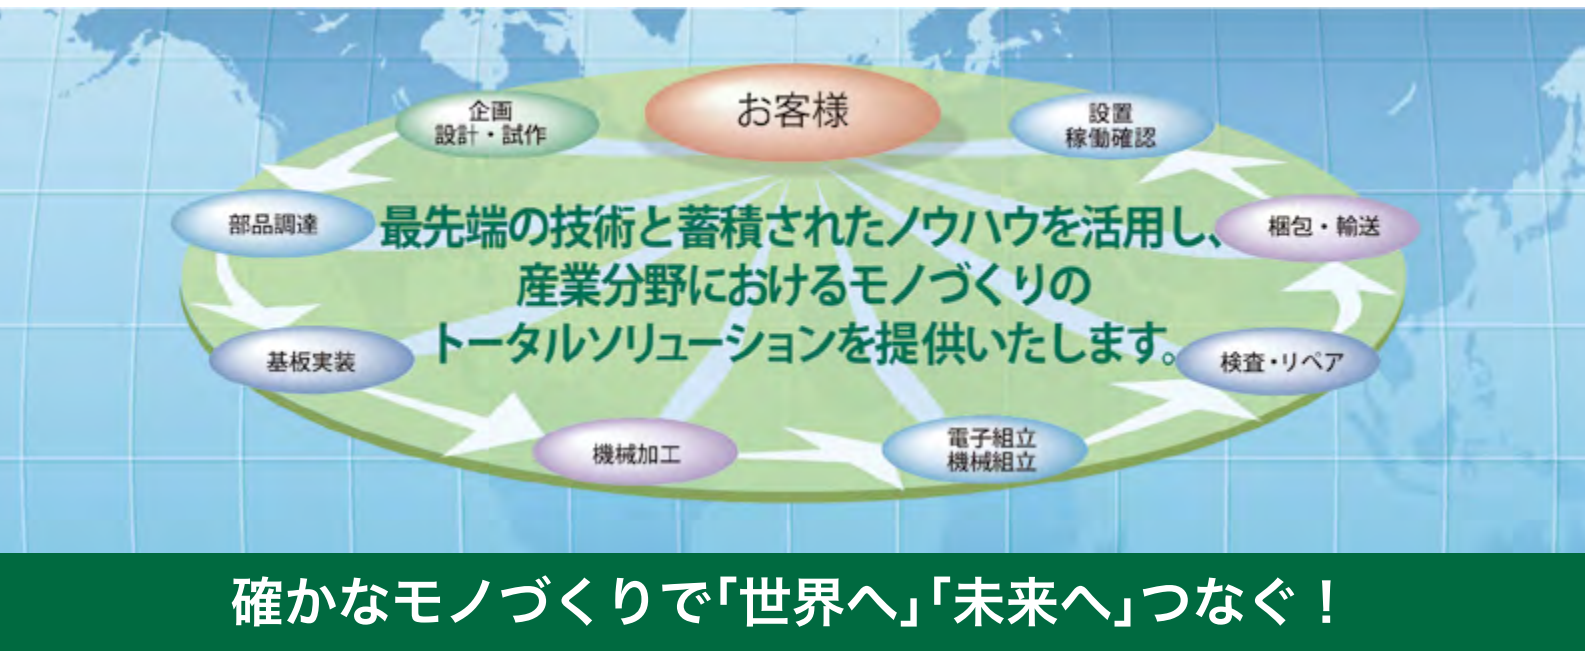 お客様
企画
設計・試作
設置
稼働確認
部品調達
最先端の技術と蓄積されたノウハウを活用し、
産業分野におけるモノづくりの
トータルソリューションを提供いたします。
梱包・輸送
基板実装
検査・リペア
機械加工
電子組立
機械組立
確かなモノづくりで「世界へ」「未来へ」つなぐ！